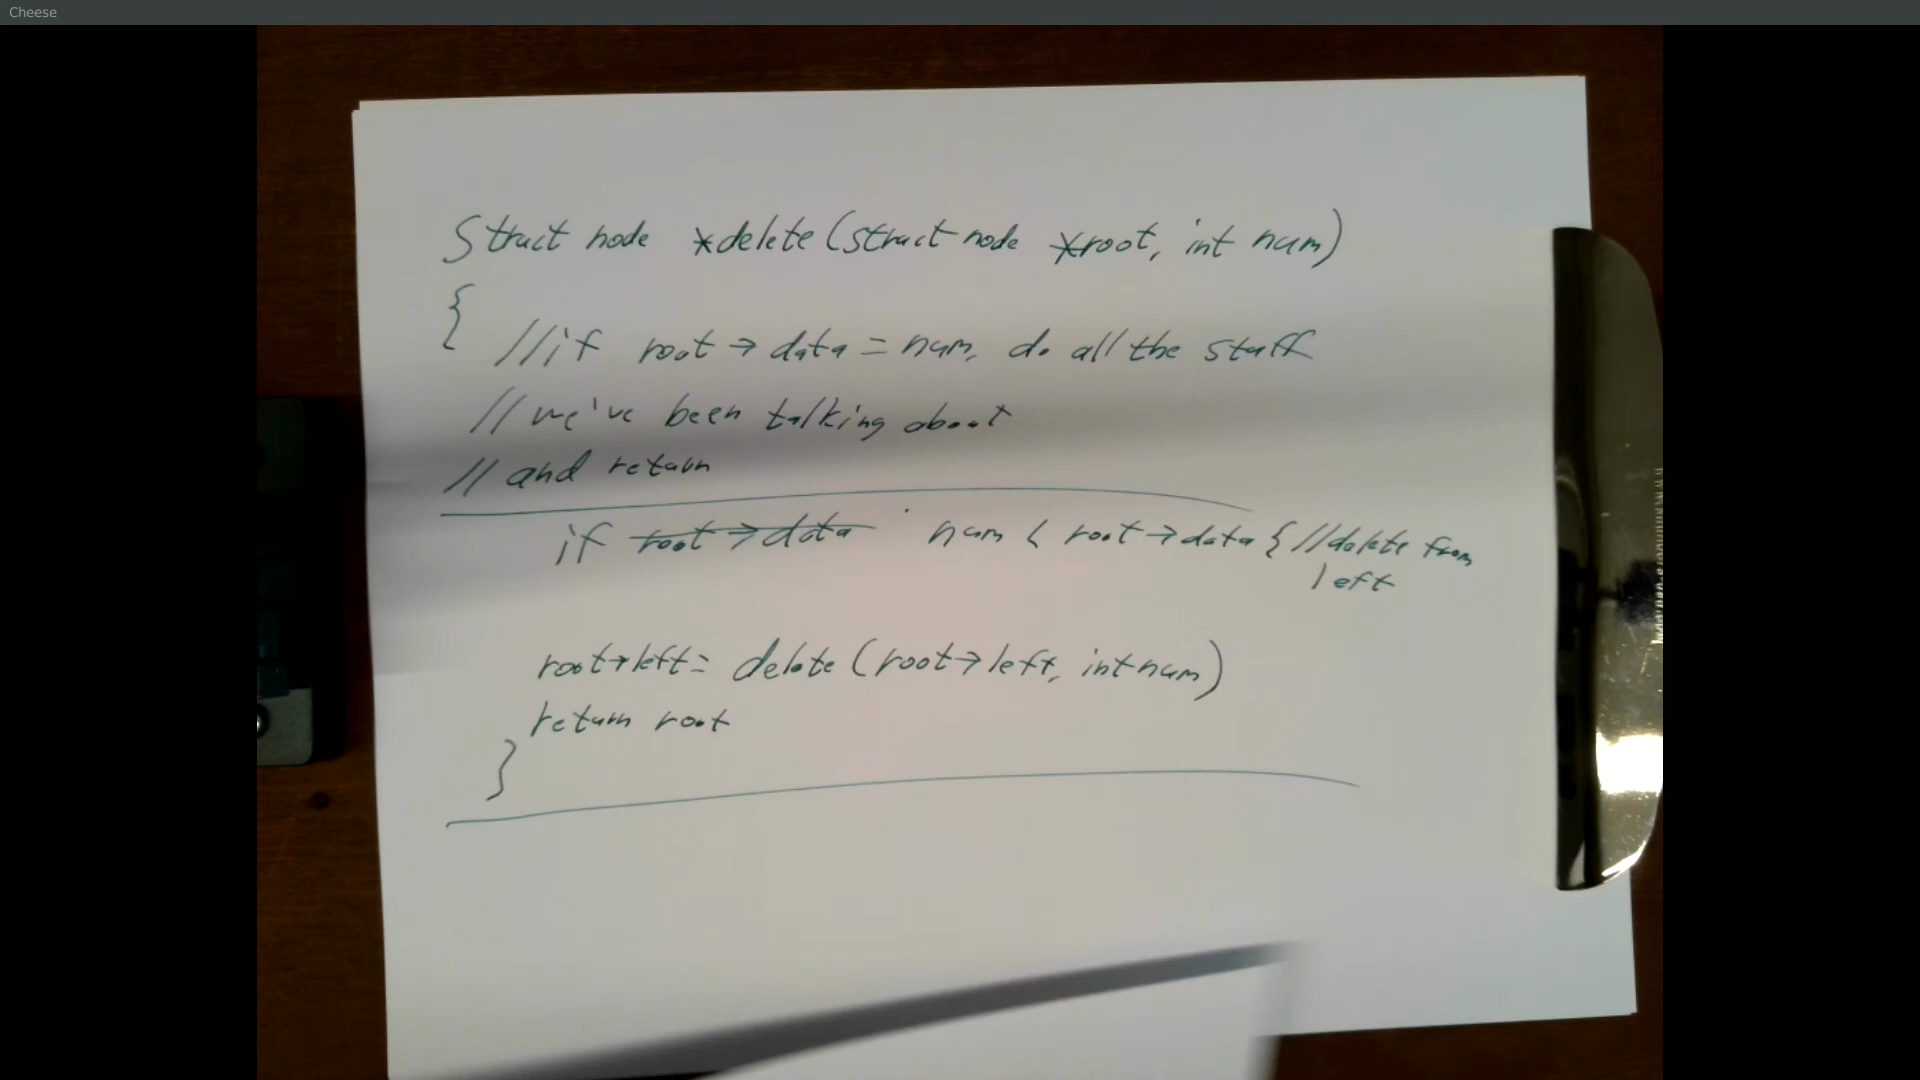 Cheese
Struct node *delete(struct node *root, int num)
{ //if root → data = num, do all the stuff
// we've been talking about
// and return
if root → data num < root → data { //delete from
left
root→left = delete (root→left, int num)
return root
}